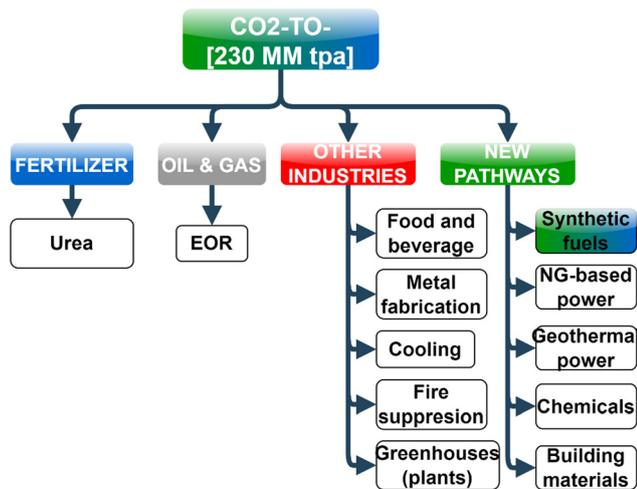 CO2-TO-
[230 MM tpa]
FERTILIZER
OIL & GAS
OTHER
INDUSTRIES
NEW
PATHWAYS
Urea
EOR
Food and
beverage
Metal
fabrication
Cooling
Fire
suppresion
Greenhouses
(plants)
Synthetic
fuels
NG-based
power
Geotherma
power
Chemicals
Building
materials